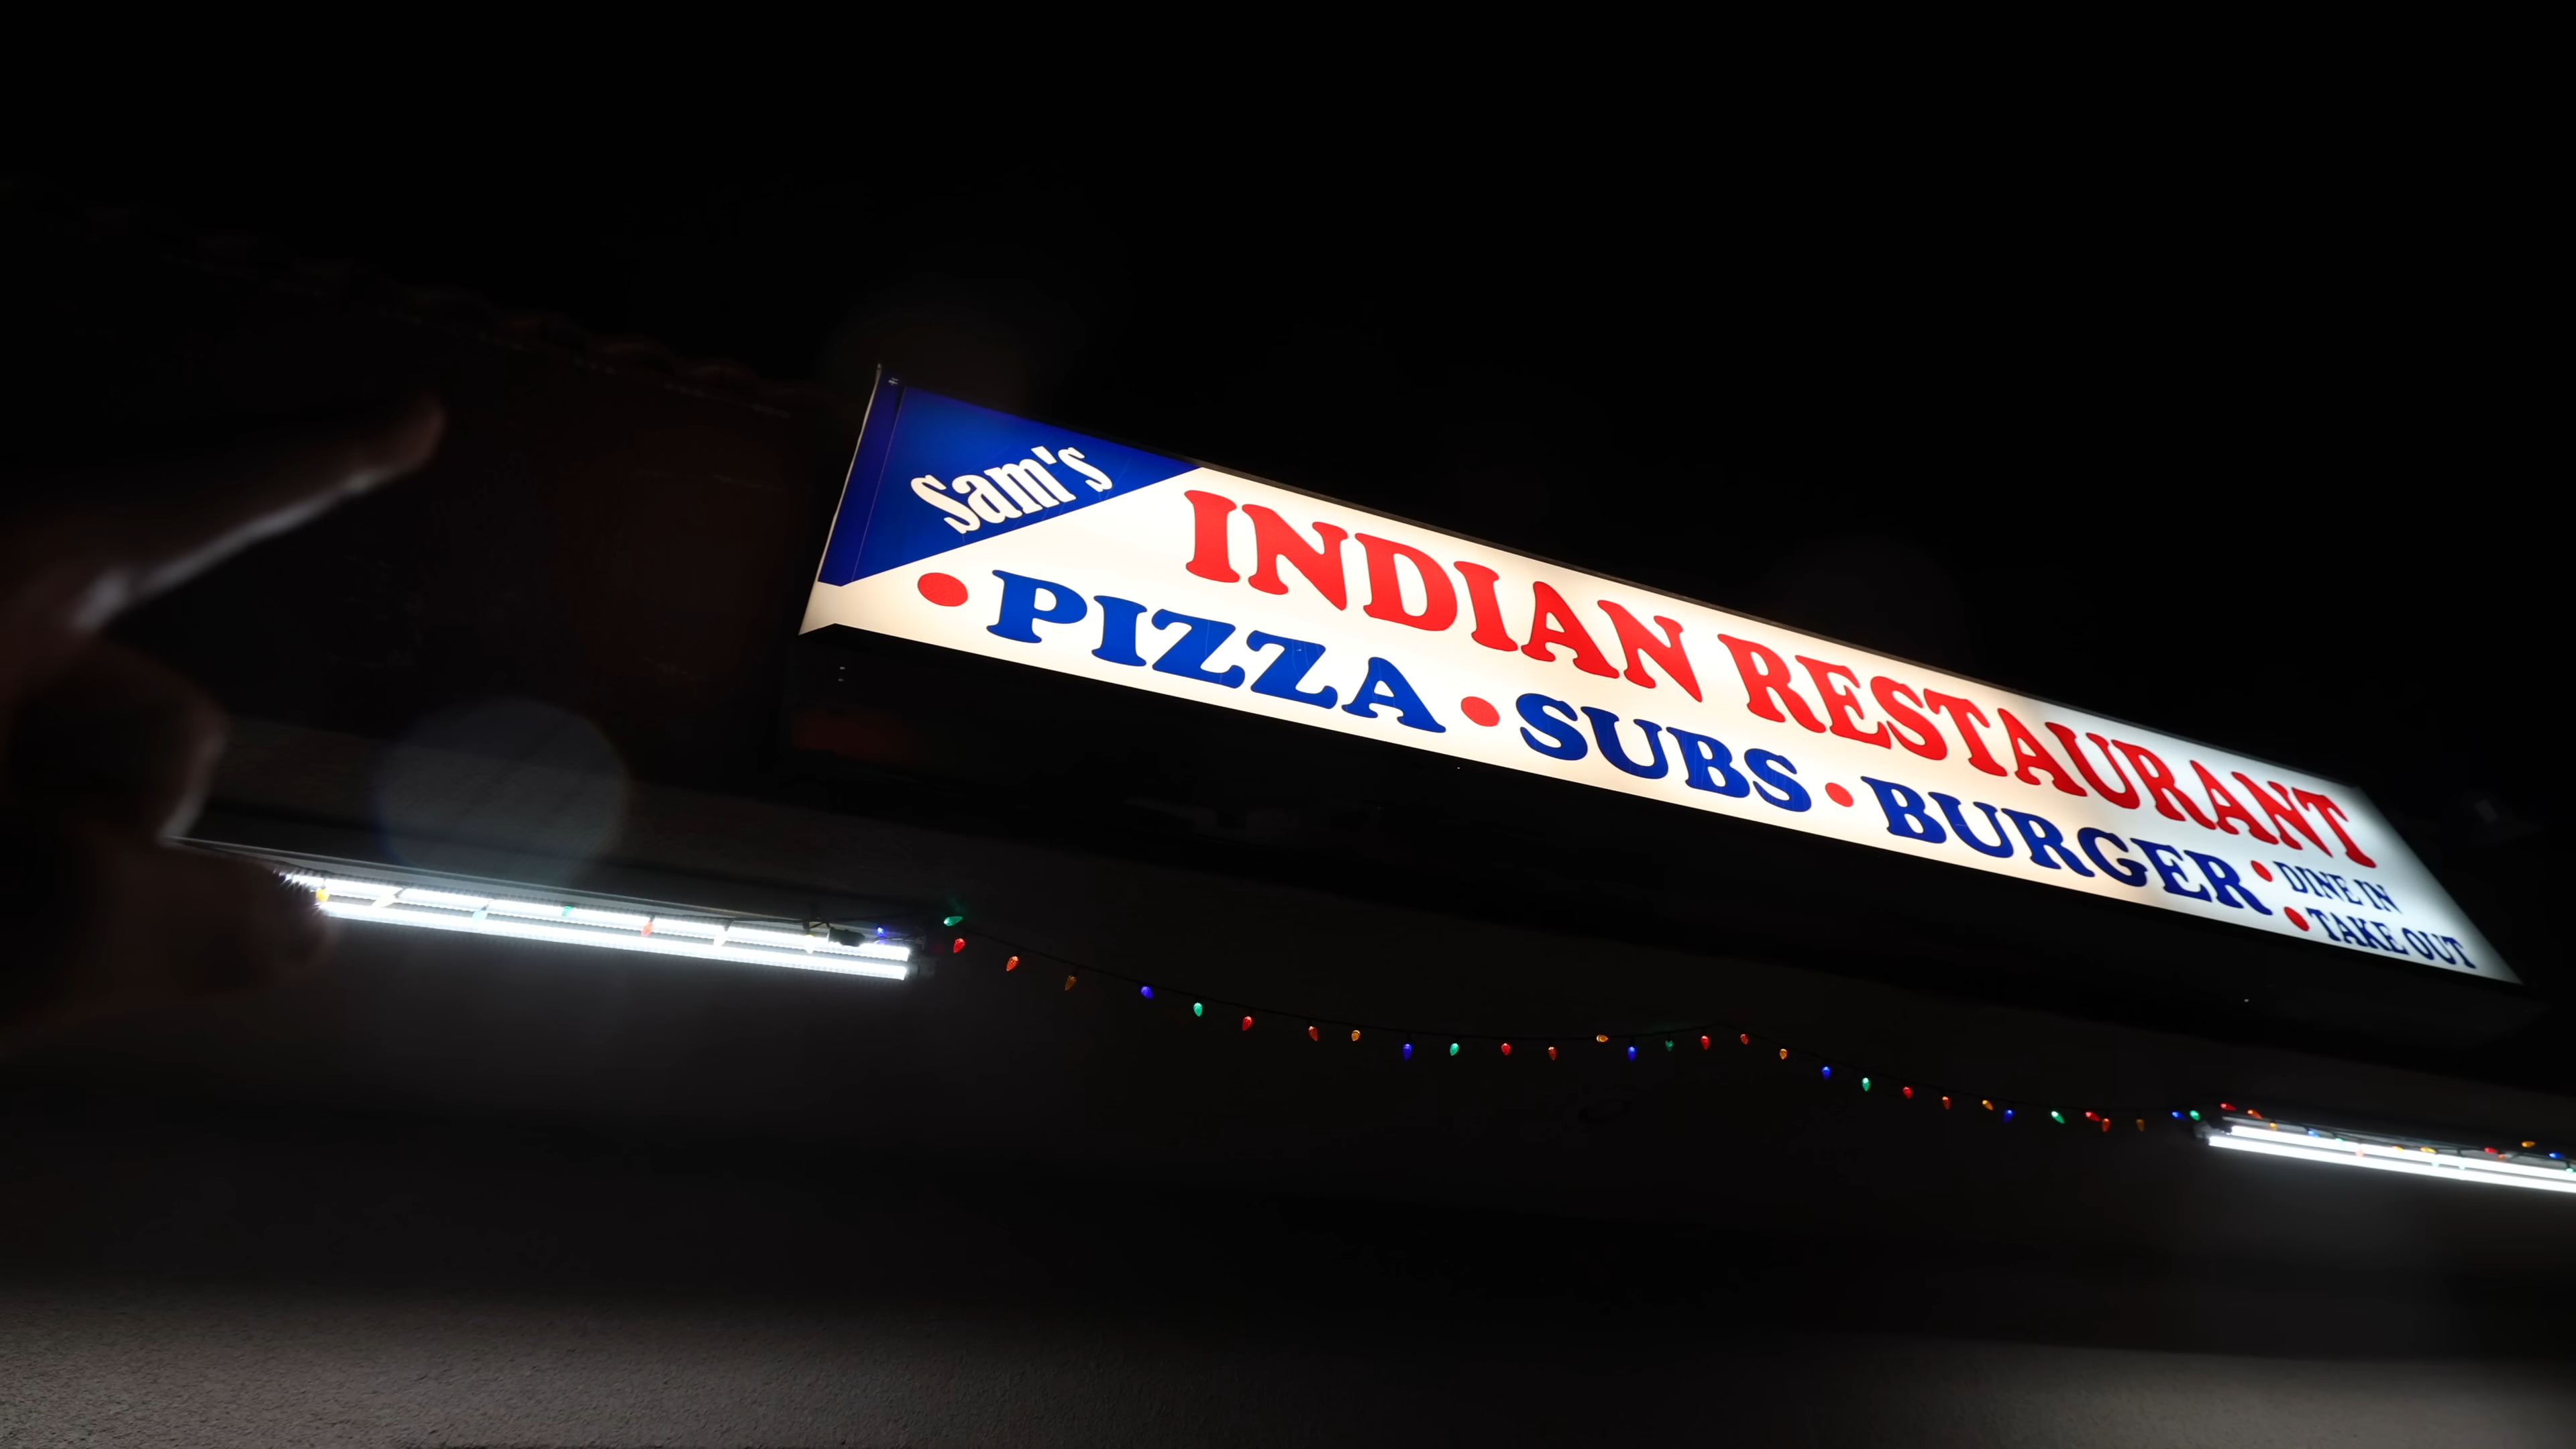 Sam's
INDIAN RESTAURANT
• PIZZA • SUBS • BURGER
• DINE IN
• TAKE OUT